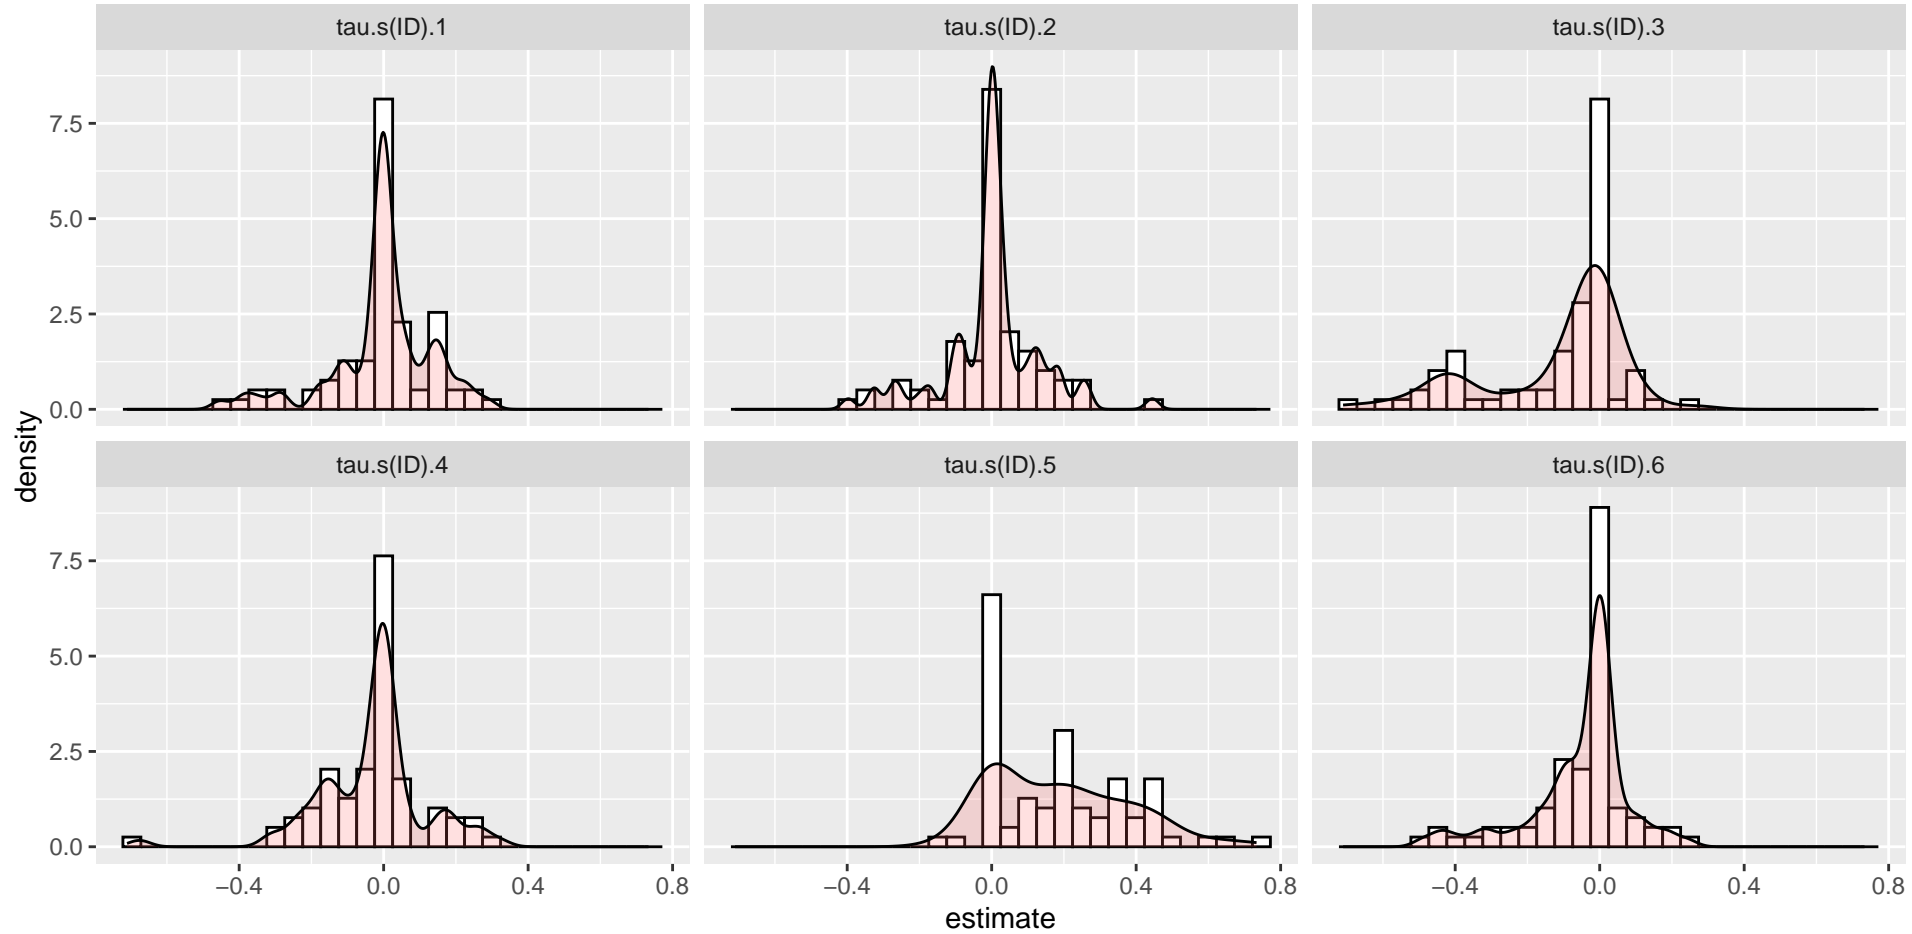 tau.s(ID).1 tau.s(ID).2 tau.s(ID).3
7.5
5.0
2.5
0.0
tau.s(ID).4 tau.s(ID).5 tau.s(ID).6
7.5
5.0
2.5
0.0
−0.4 0.0 0.4 0.8 −0.4 0.0 0.4 0.8 −0.4 0.0 0.4 0.8
estimate
density